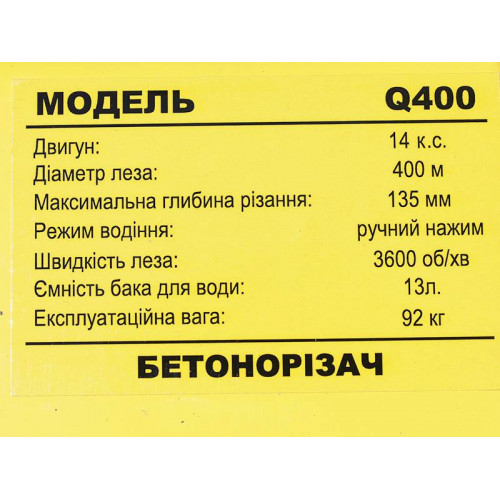 МОДЕЛЬ Q400
Двигун: 14 к.с.
Діаметр леза: 400 м
Максимальна глибина різання: 135 мм
Режим водіння: ручний нажим
Швидкість леза: 3600 об/хв
Ємність бака для води: 13л.
Експлуатаційна вага: 92 кг
БЕТОНОРІЗАЧ